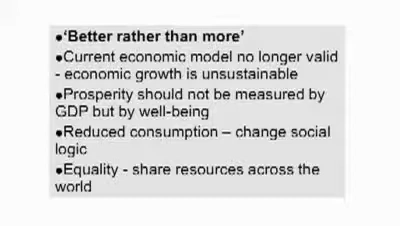 ●‘Better rather than more’
●Current economic model no longer valid
- economic growth is unsustainable
●Prosperity should not be measured by
GDP but by well-being
●Reduced consumption – change social
logic
●Equality - share resources across the
world